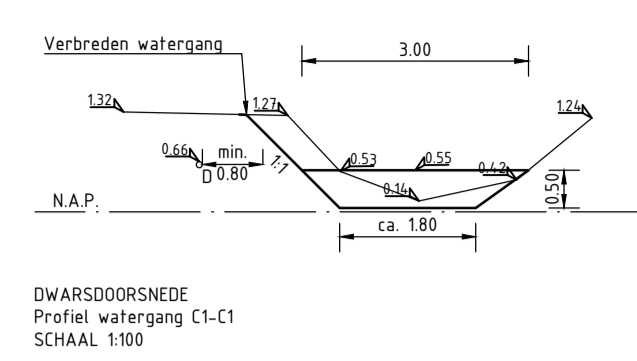 Verbreden watergang
3.00
1.32
1.27
1.24
0.66
min.
0.80
D
1:1
0.53
0.55
0.42
0.14
0.50
N.A.P.
ca. 1.80
DWARSDOORSNEDE
Profiel watergang C1-C1
SCHAAL 1:100